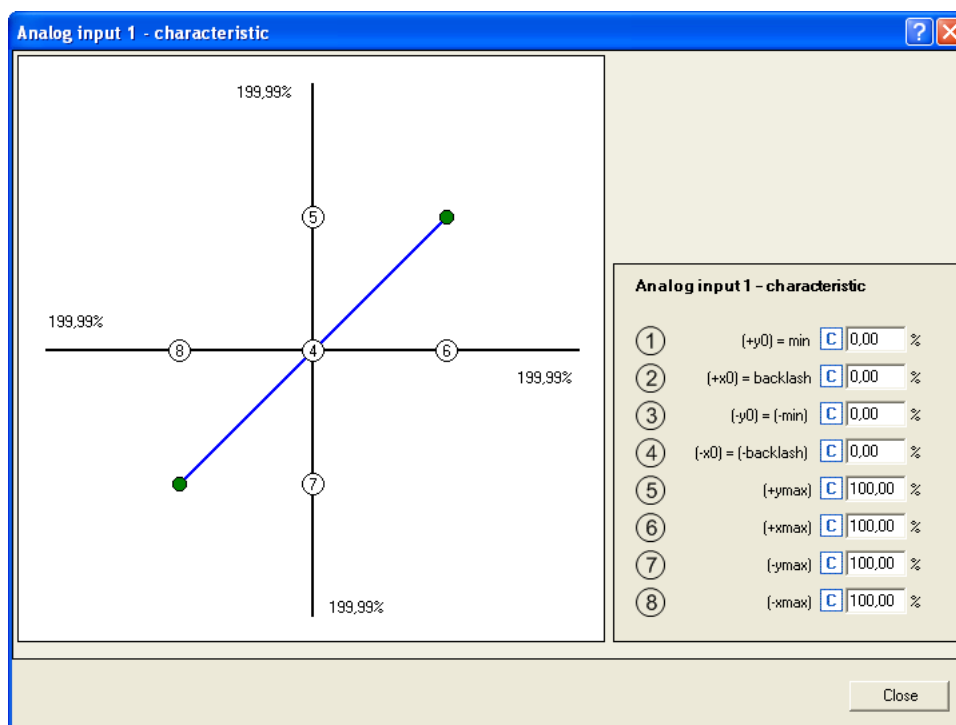 Analog input 1 - characteristic
199,99%
5
199,99%
8
4
6
199,99%
7
199,99%
Analog input 1 - characteristic
1 (+y0) = min C 0,00 %
2 (+x0) = backlash C 0,00 %
3 (-y0) = (-min) C 0,00 %
4 (-x0) = (-backlash) C 0,00 %
5 (+ymax) C 100,00 %
6 (+xmax) C 100,00 %
7 (-ymax) C 100,00 %
8 (-xmax) C 100,00 %
Close